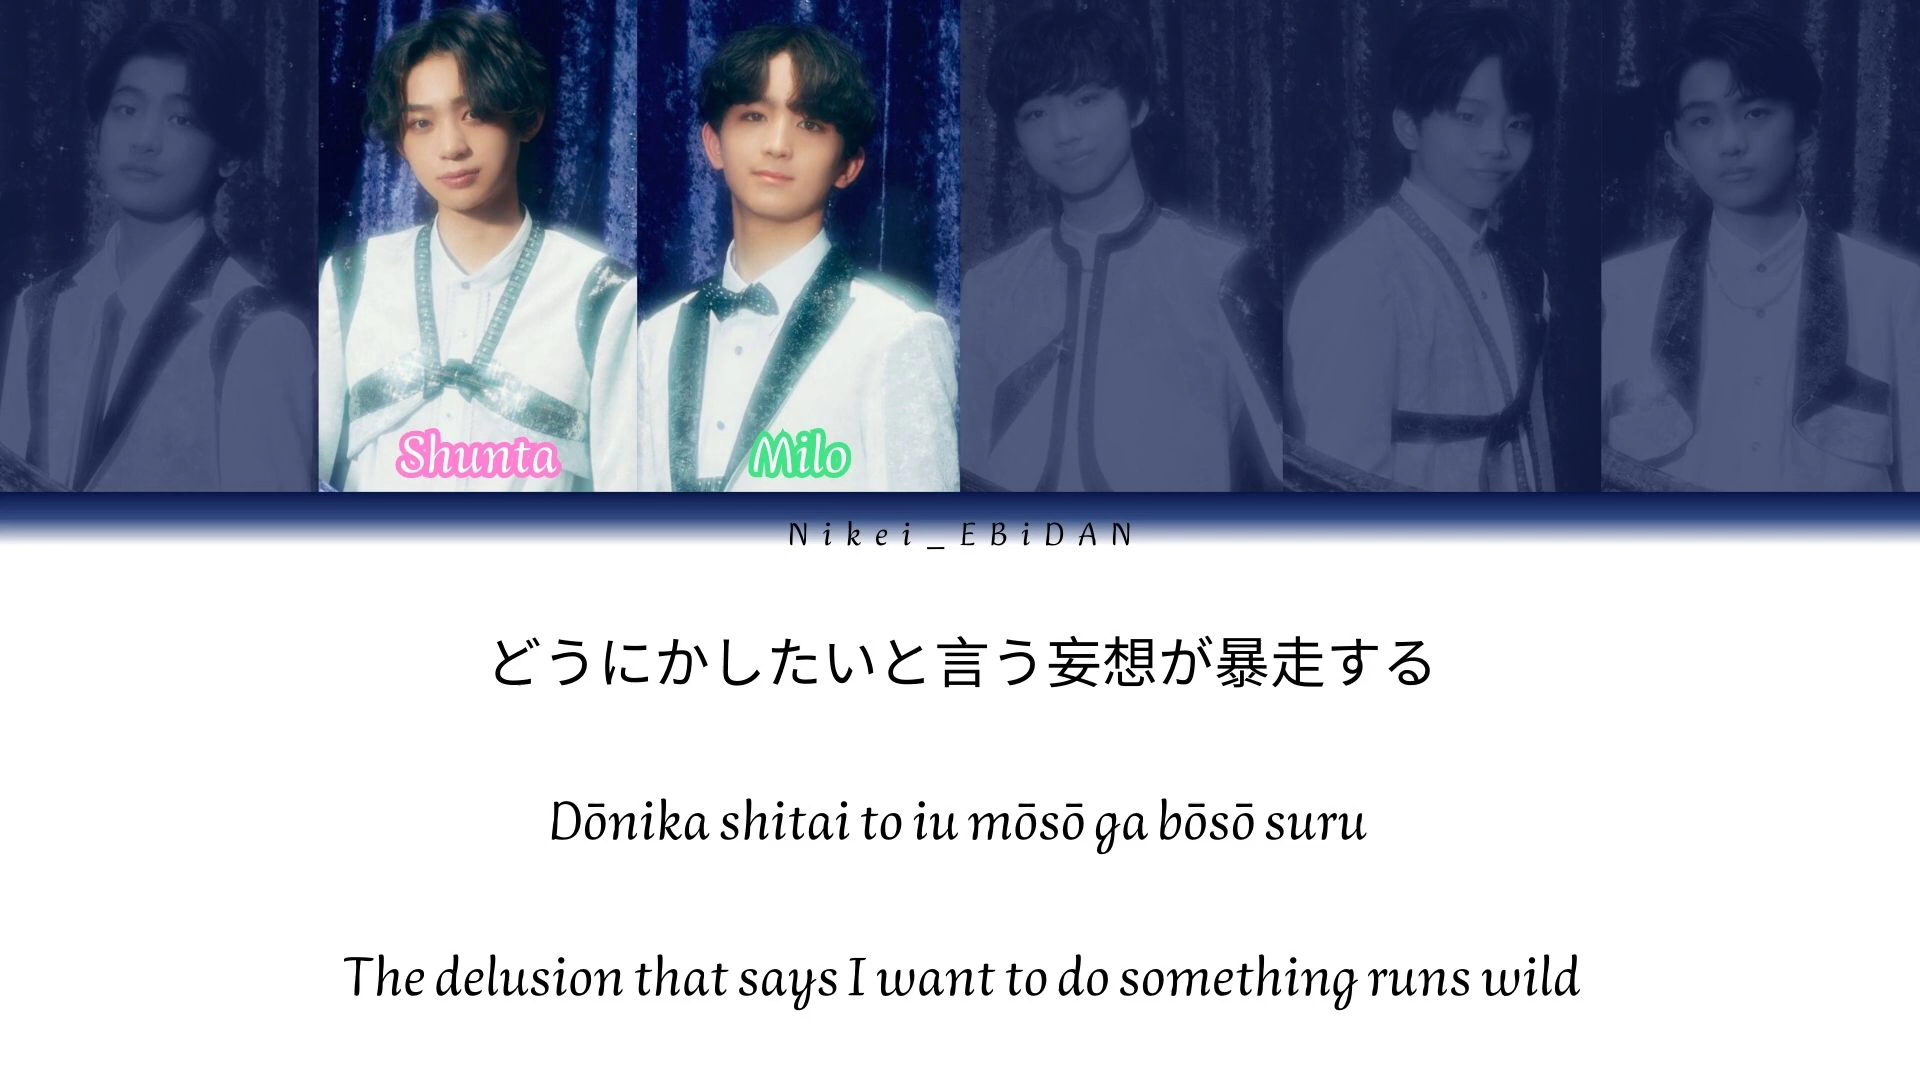 Shunta
Milo
Nikei_EBiDAN
どうにかしたいと言う妄想が暴走する
Dōnika shitai to iu mōsō ga bōsō suru
The delusion that says I want to do something runs wild